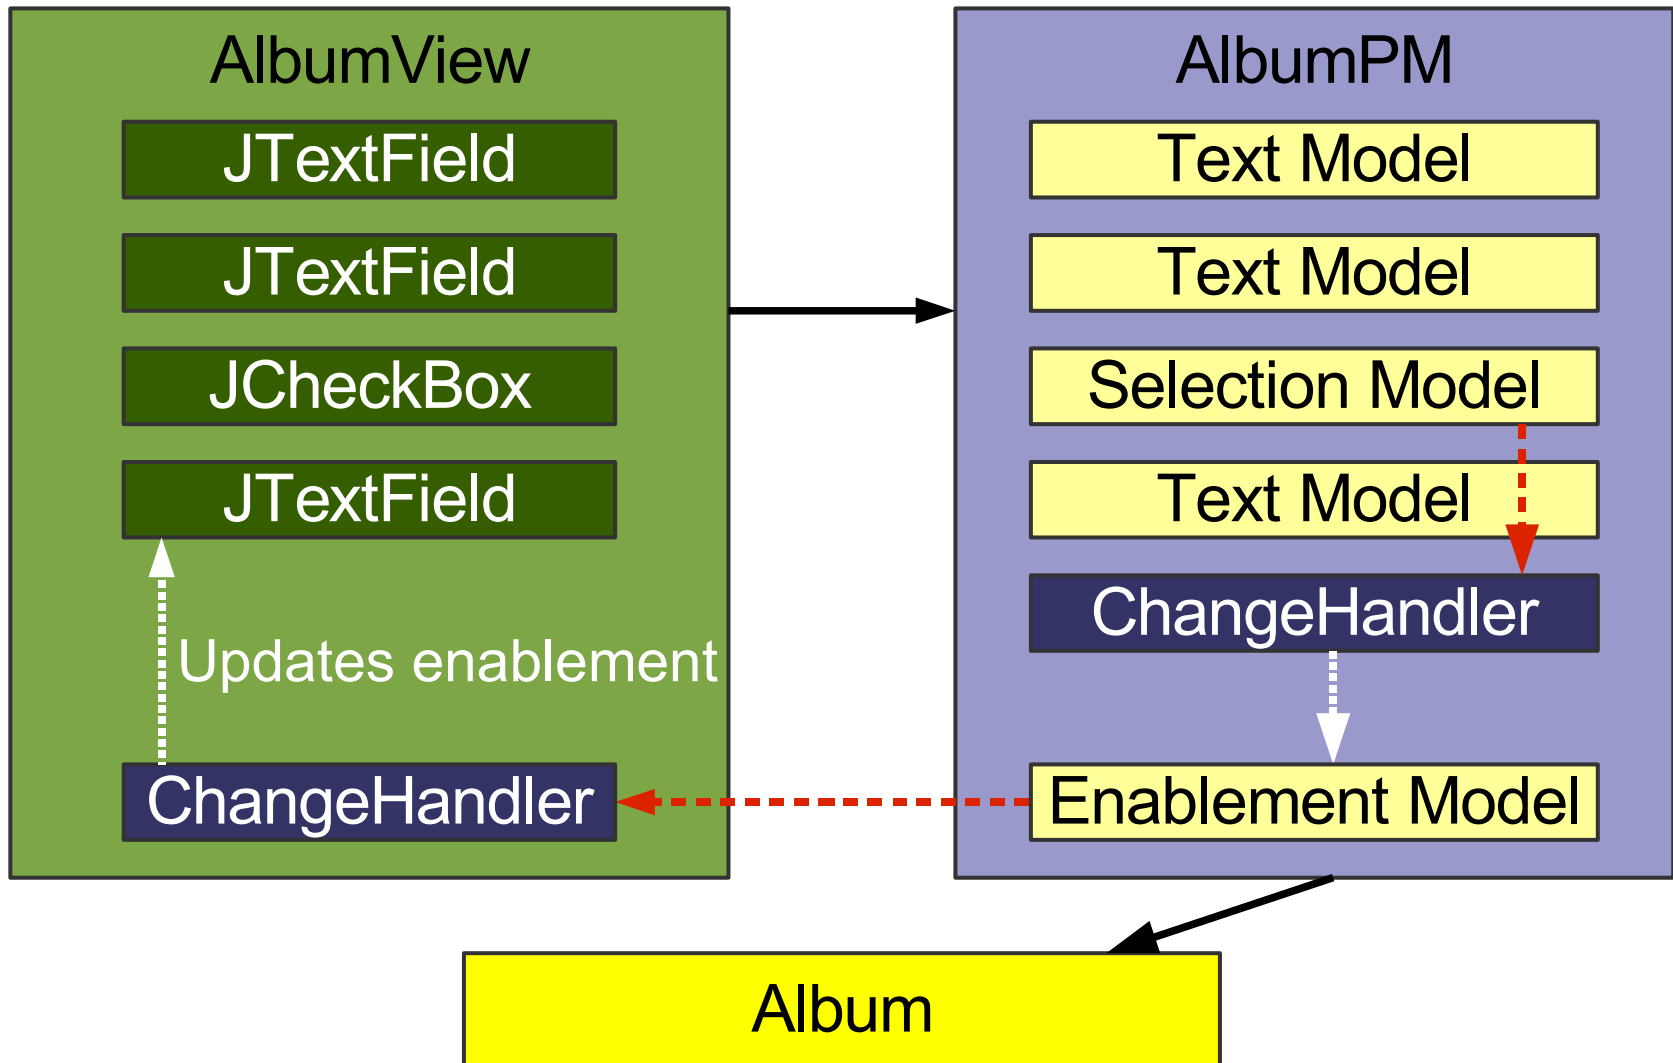 AlbumView
JTextField
JTextField
JCheckBox
JTextField
Updates enablement
ChangeHandler
AlbumPM
Text Model
Text Model
Selection Model
Text Model
ChangeHandler
Enablement Model
Album